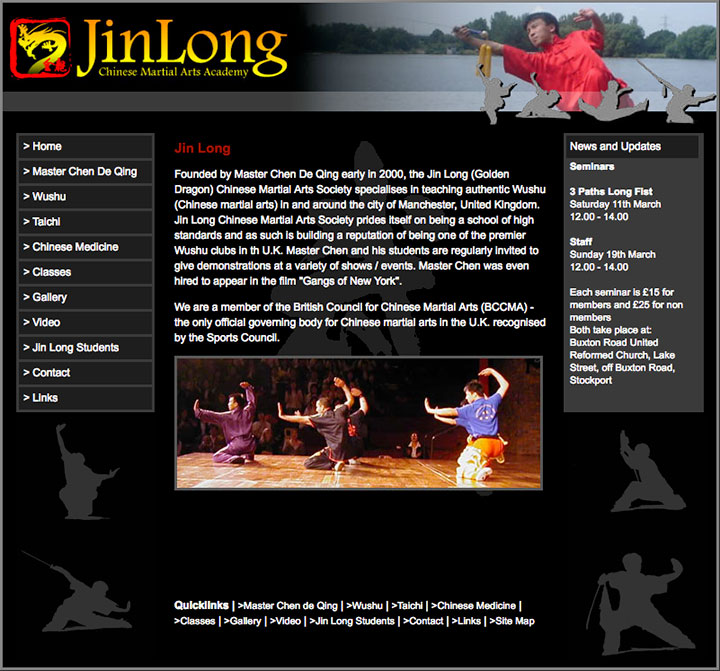 JinLong
Chinese Martial Arts Academy
> Home
> Master Chen De Qing
> Wushu
> Taichi
> Chinese Medicine
> Classes
> Gallery
> Video
> Jin Long Students
> Contact
> Links
Jin Long
Founded by Master Chen De Qing early in 2000, the Jin Long (Golden
Dragon) Chinese Martial Arts Society specialises in teaching authentic Wushu
(Chinese martial arts) in and around the city of Manchester, United Kingdom.
Jin Long Chinese Martial Arts Society prides itself on being a school of high
standards and as such is building a reputation of being one of the premier
Wushu clubs in th U.K. Master Chen and his students are regularly invited to
give demonstrations at a variety of shows / events. Master Chen was even
hired to appear in the film "Gangs of New York".
We are a member of the British Council for Chinese Martial Arts (BCCMA) -
the only official governing body for Chinese martial arts in the U.K. recognised
by the Sports Council.
News and Updates
Seminars
3 Paths Long Fist
Saturday 11th March
12.00 - 14.00
Staff
Sunday 19th March
12.00 - 14.00
Each seminar is £15 for
members and £25 for non
members
Both take place at:
Buxton Road United
Reformed Church, Lake
Street, off Buxton Road,
Stockport
Quicklinks | >Master Chen de Qing | >Wushu | >Taichi | >Chinese Medicine |
>Classes | >Gallery | >Video | >Jin Long Students | >Contact | >Links | >Site Map